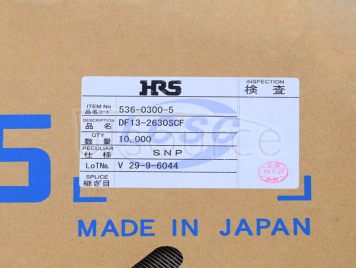 HRS
INSPECTION
検査
ITEM No
品名コード
536-0300-5
DESCRIPTION
品名
DF13-2630SCF
QTY
数量
10,000
PECULIAR
仕様
SNP
LotNo.
V 29-9-6044
SPLICE
継ぎ目
LCSC
MADE IN JAPAN